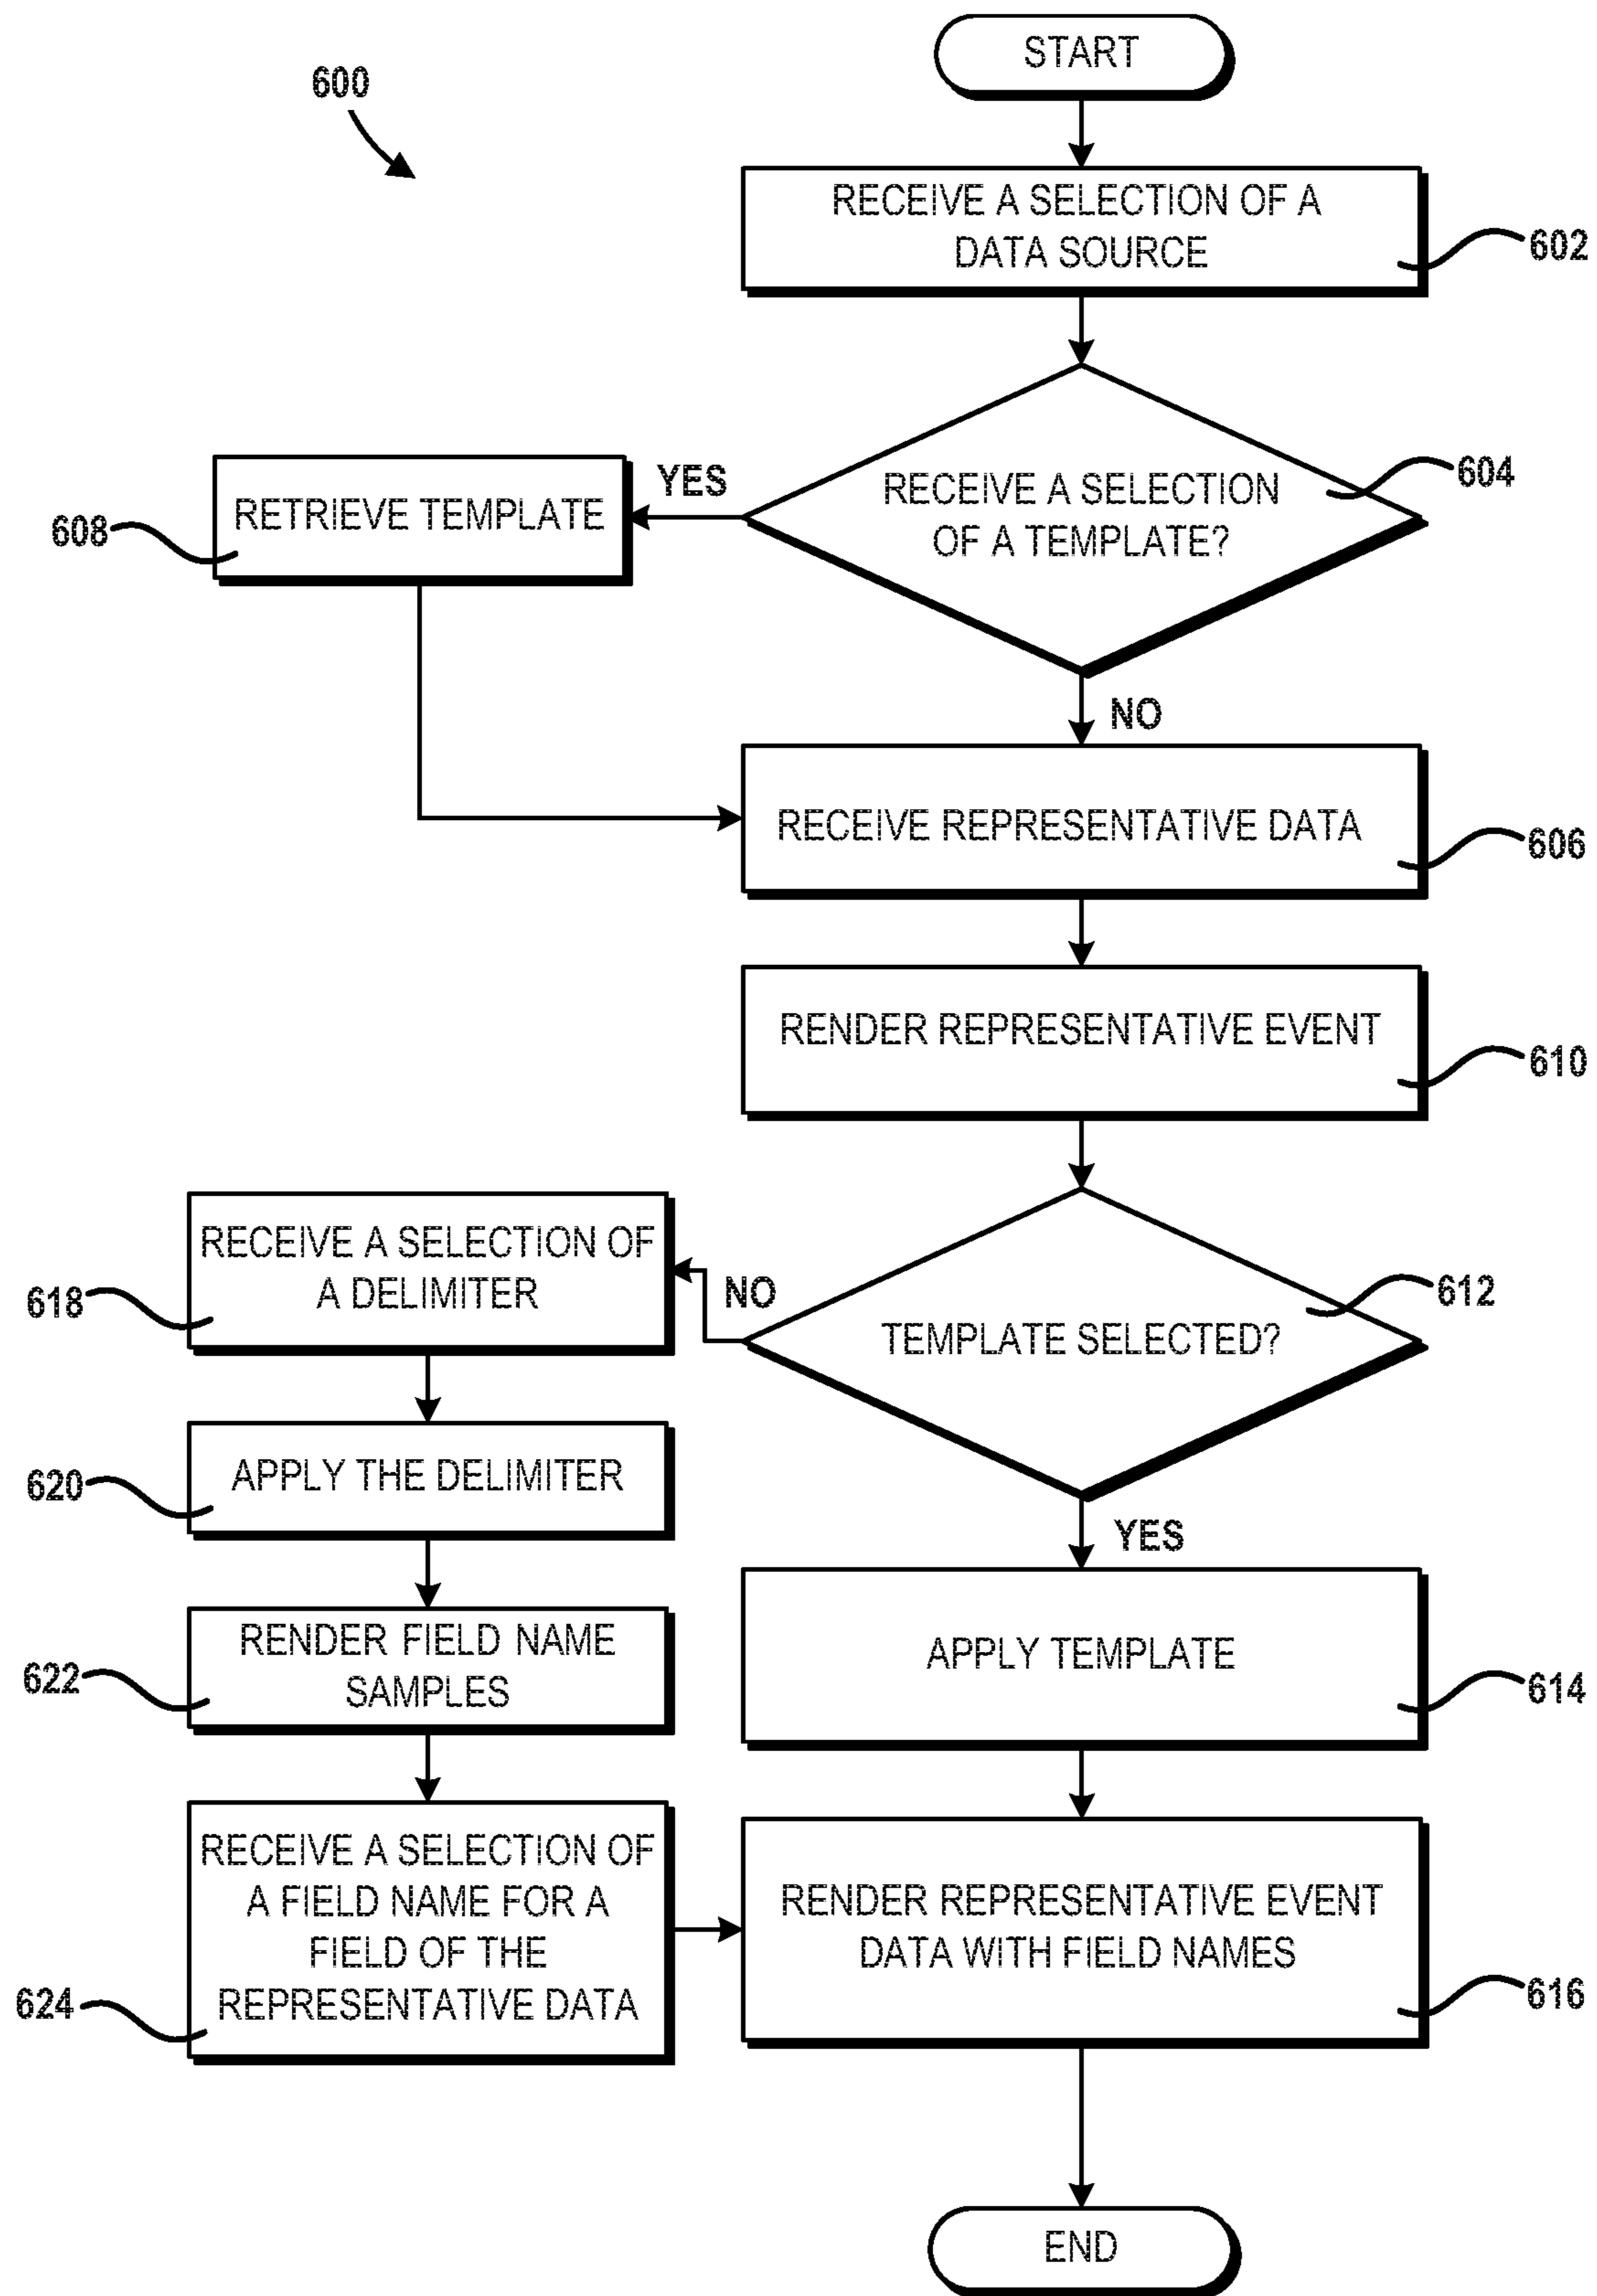 START
600
RECEIVE A SELECTION OF A
DATA SOURCE
602
RECEIVE A SELECTION
OF A TEMPLATE?
604
YES
RETRIEVE TEMPLATE
608
NO
RECEIVE REPRESENTATIVE DATA
606
RENDER REPRESENTATIVE EVENT
610
TEMPLATE SELECTED?
612
NO
RECEIVE A SELECTION OF
A DELIMITER
618
APPLY THE DELIMITER
620
YES
RENDER FIELD NAME
SAMPLES
622
APPLY TEMPLATE
614
RECEIVE A SELECTION OF
A FIELD NAME FOR A
FIELD OF THE
REPRESENTATIVE DATA
624
RENDER REPRESENTATIVE EVENT
DATA WITH FIELD NAMES
616
END